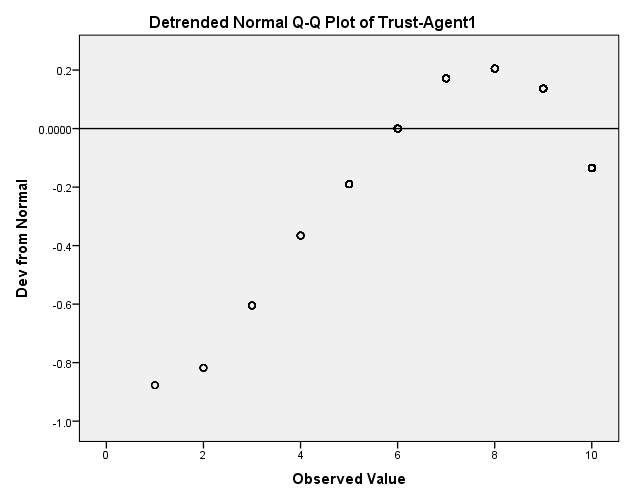 Detrended Normal Q-Q Plot of Trust-Agent1
0.2
0.0000
-0.2
-0.4
-0.6
-0.8
-1.0
Dev from Normal
0 2 4 6 8 10
Observed Value